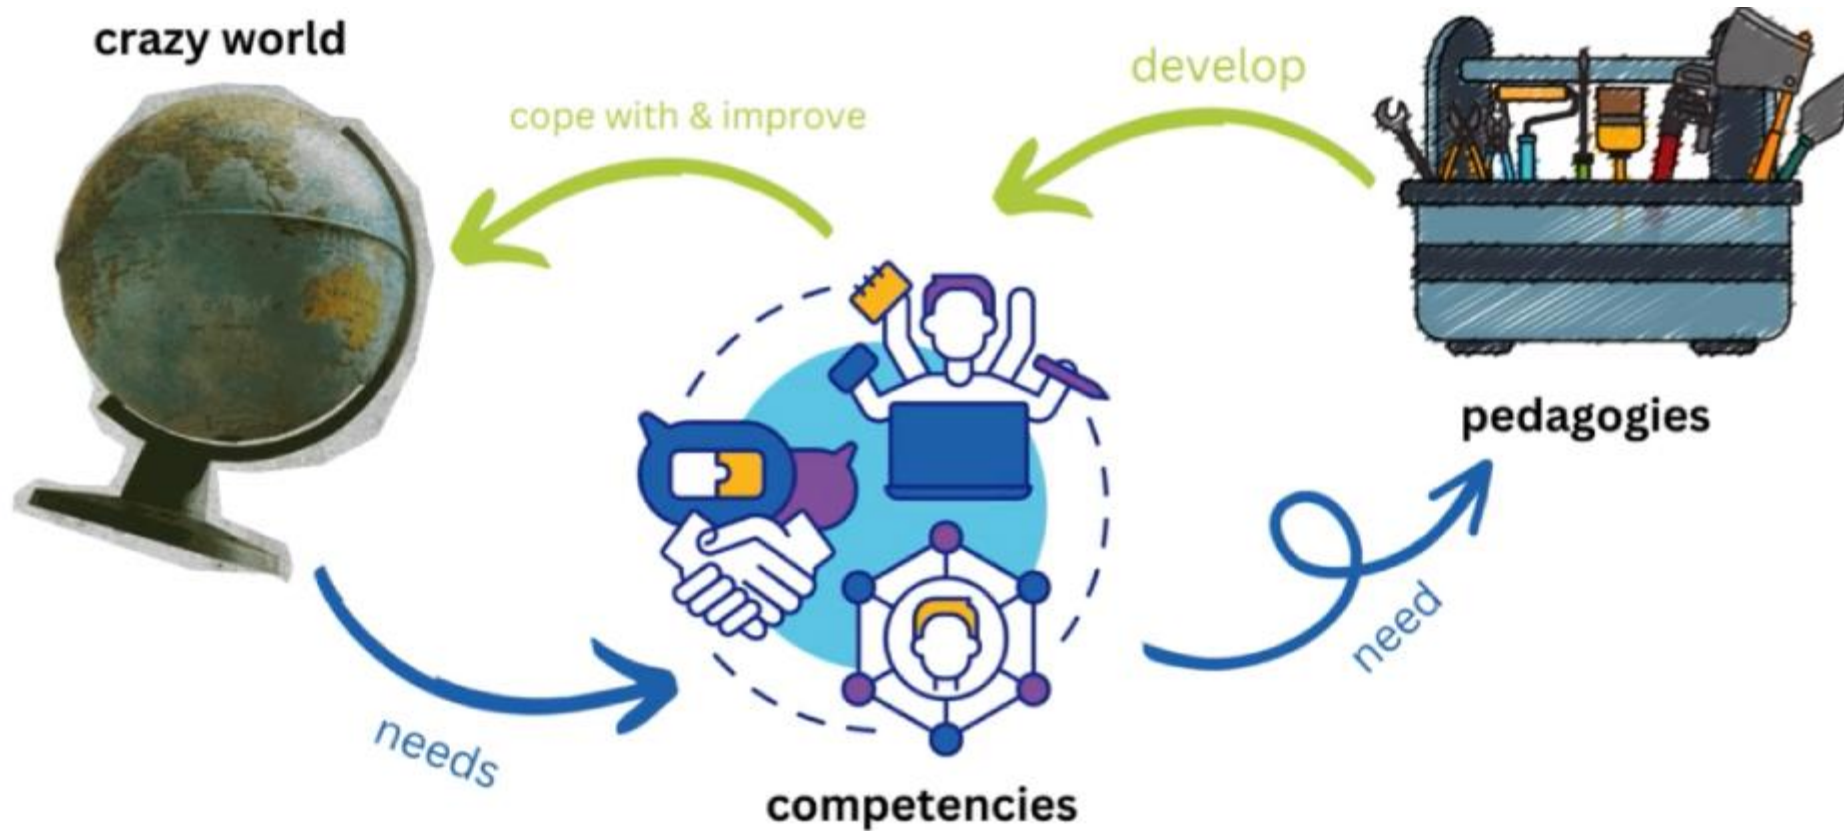 crazy world
cope with & improve
develop
pedagogies
need
needs
competencies